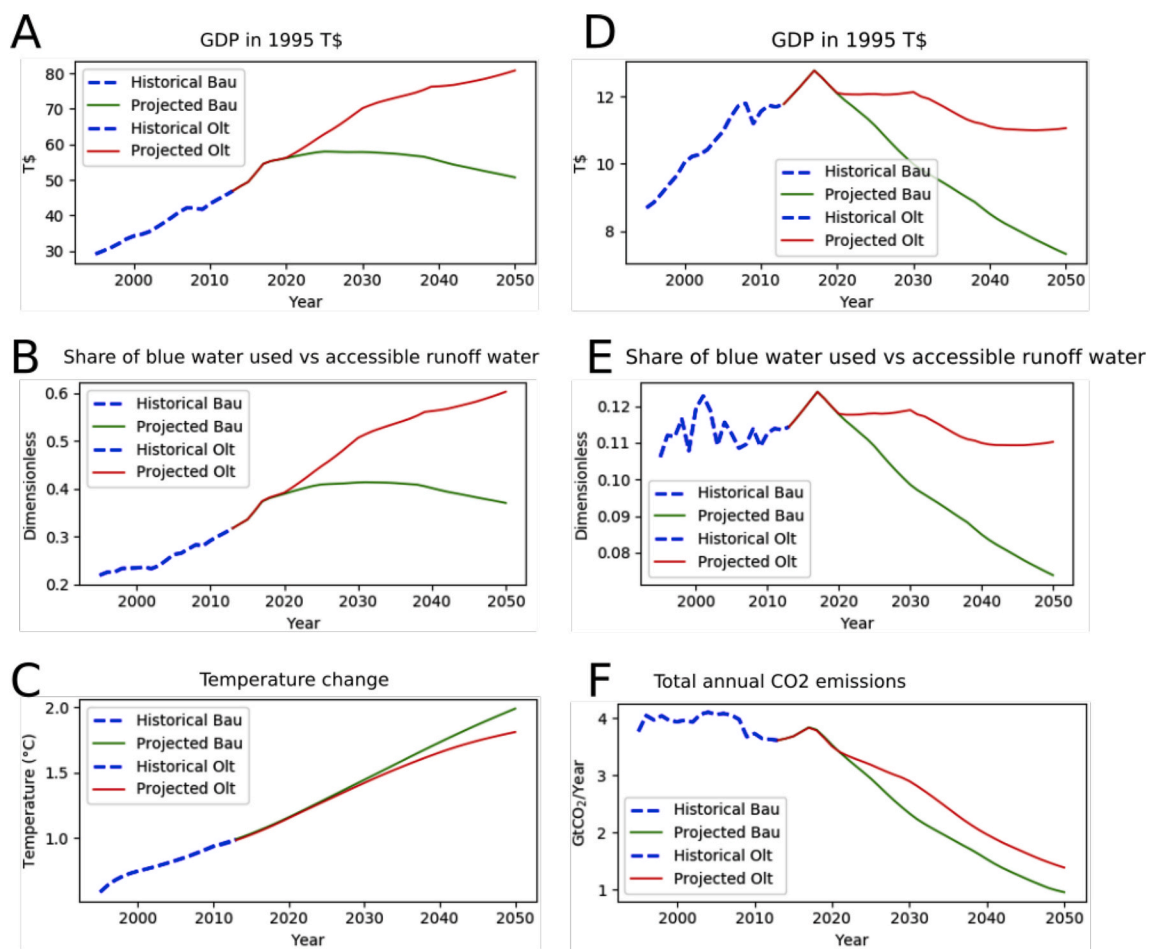 A
GDP in 1995 T$
T$
80
70
60
50
40
30
Historical Bau
Projected Bau
Historical Olt
Projected Olt
2000 2010 2020 2030 2040 2050
Year
D
GDP in 1995 T$
T$
12
10
8
Historical Bau
Projected Bau
Historical Olt
Projected Olt
2000 2010 2020 2030 2040 2050
Year
B
Share of blue water used vs accessible runoff water
Dimensionless
0.6
0.5
0.4
0.3
0.2
Historical Bau
Projected Bau
Historical Olt
Projected Olt
2000 2010 2020 2030 2040 2050
Year
E
Share of blue water used vs accessible runoff water
Dimensionless
0.12
0.11
0.10
0.09
0.08
Historical Bau
Projected Bau
Historical Olt
Projected Olt
2000 2010 2020 2030 2040 2050
Year
C
Temperature change
Temperature (°C)
2.0
1.5
1.0
Historical Bau
Projected Bau
Historical Olt
Projected Olt
2000 2010 2020 2030 2040 2050
Year
F
Total annual CO2 emissions
GtCO₂/Year
4
3
2
1
Historical Bau
Projected Bau
Historical Olt
Projected Olt
2000 2010 2020 2030 2040 2050
Year